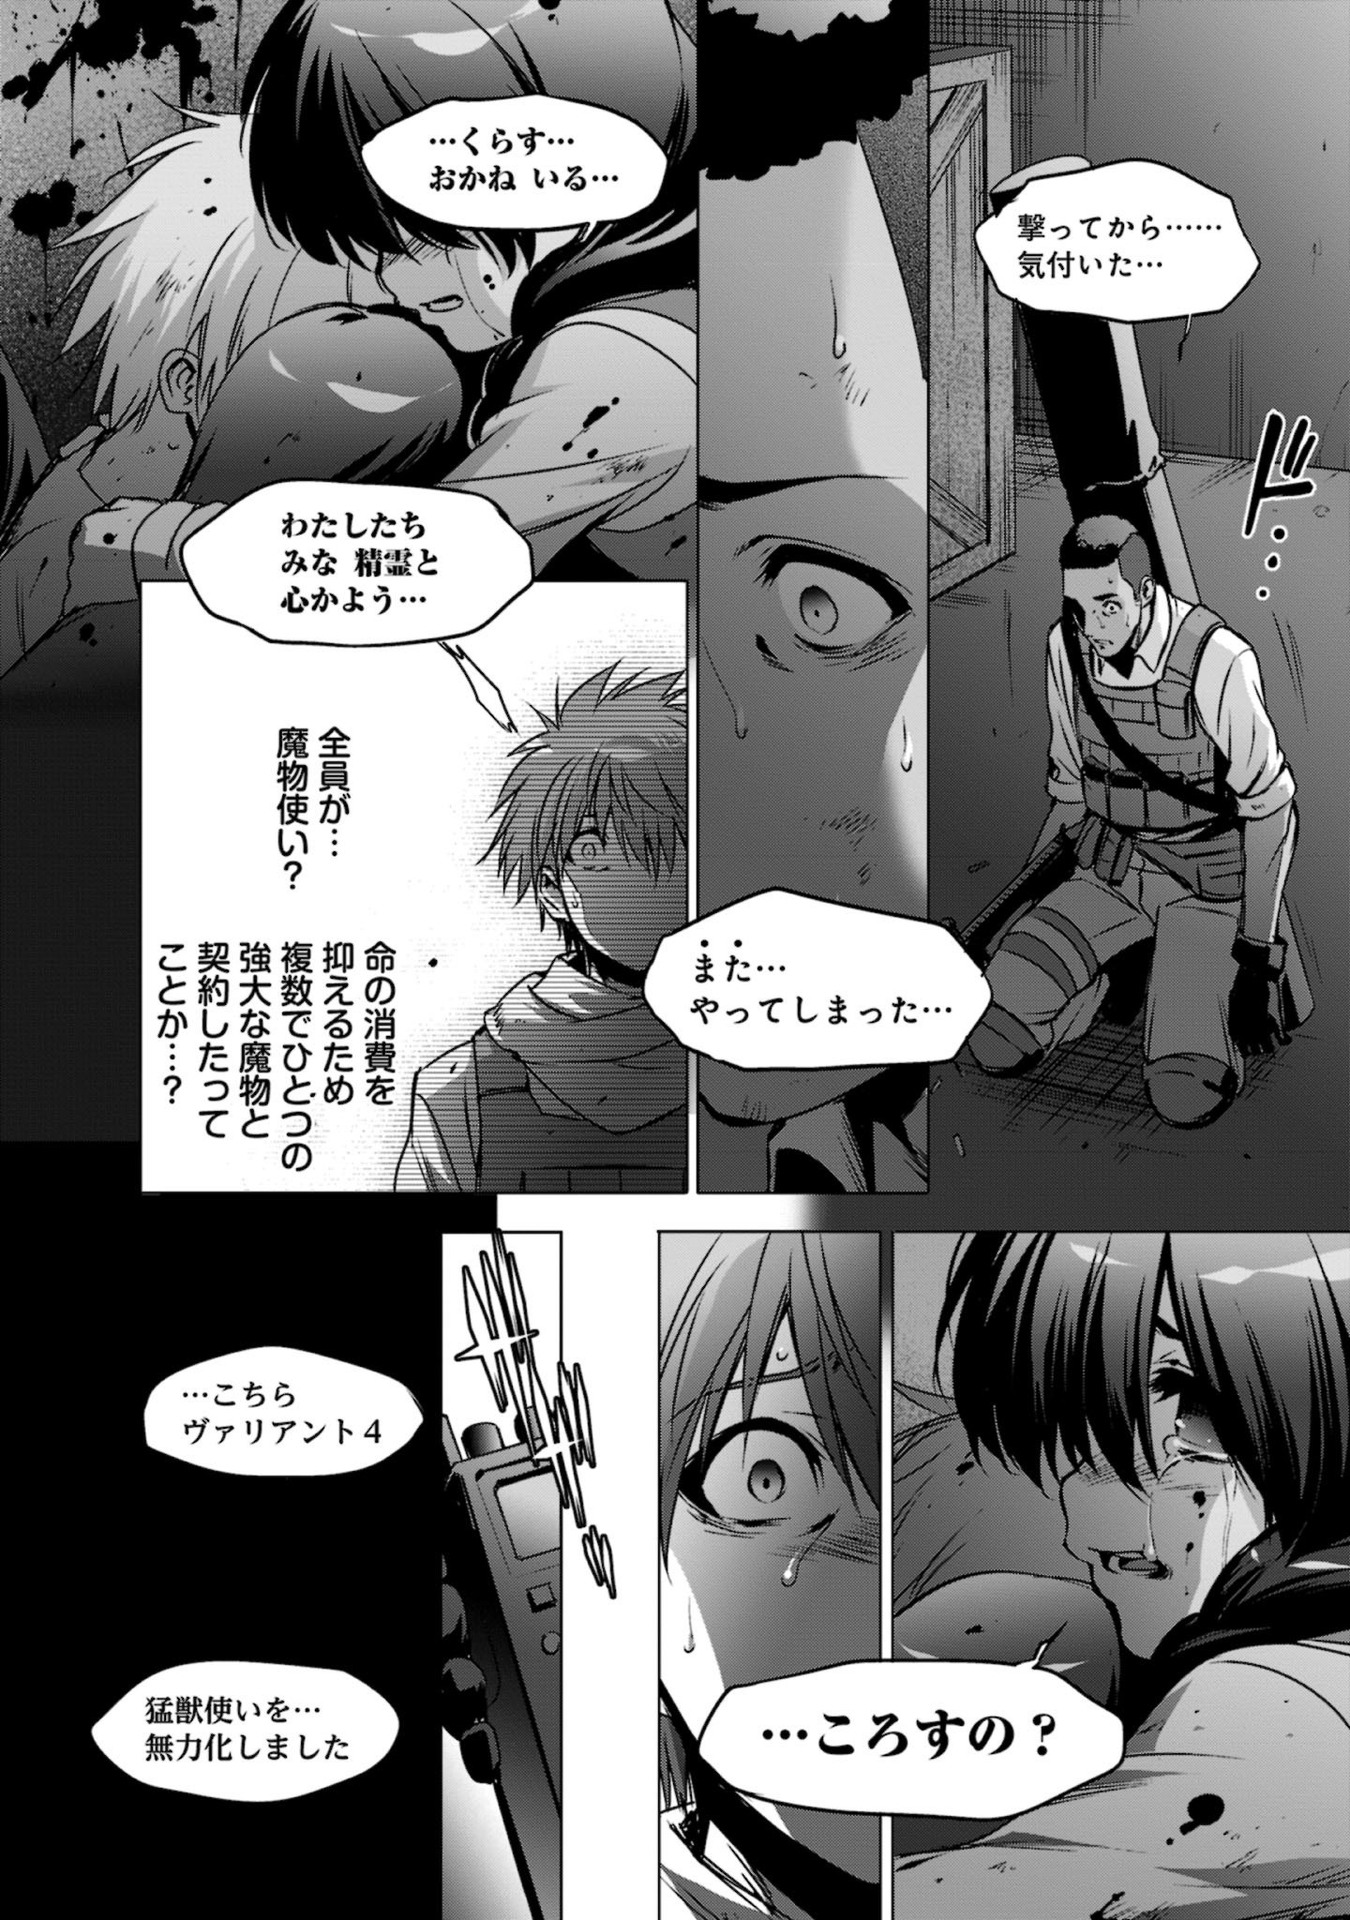 撃ってから……
気付いた…
ド…
また…
やってしまった…
…くらす…
おかね いる…
わたしたち
みな 精霊と
心かよう…
全員が…
魔物使い？
命の消費を
抑えるため
複数でひとつの
強大な魔物と
契約したって
ことか…？
…ころすの？
…こちら
ヴァリアント4
猛獣使いを…
無力化しました